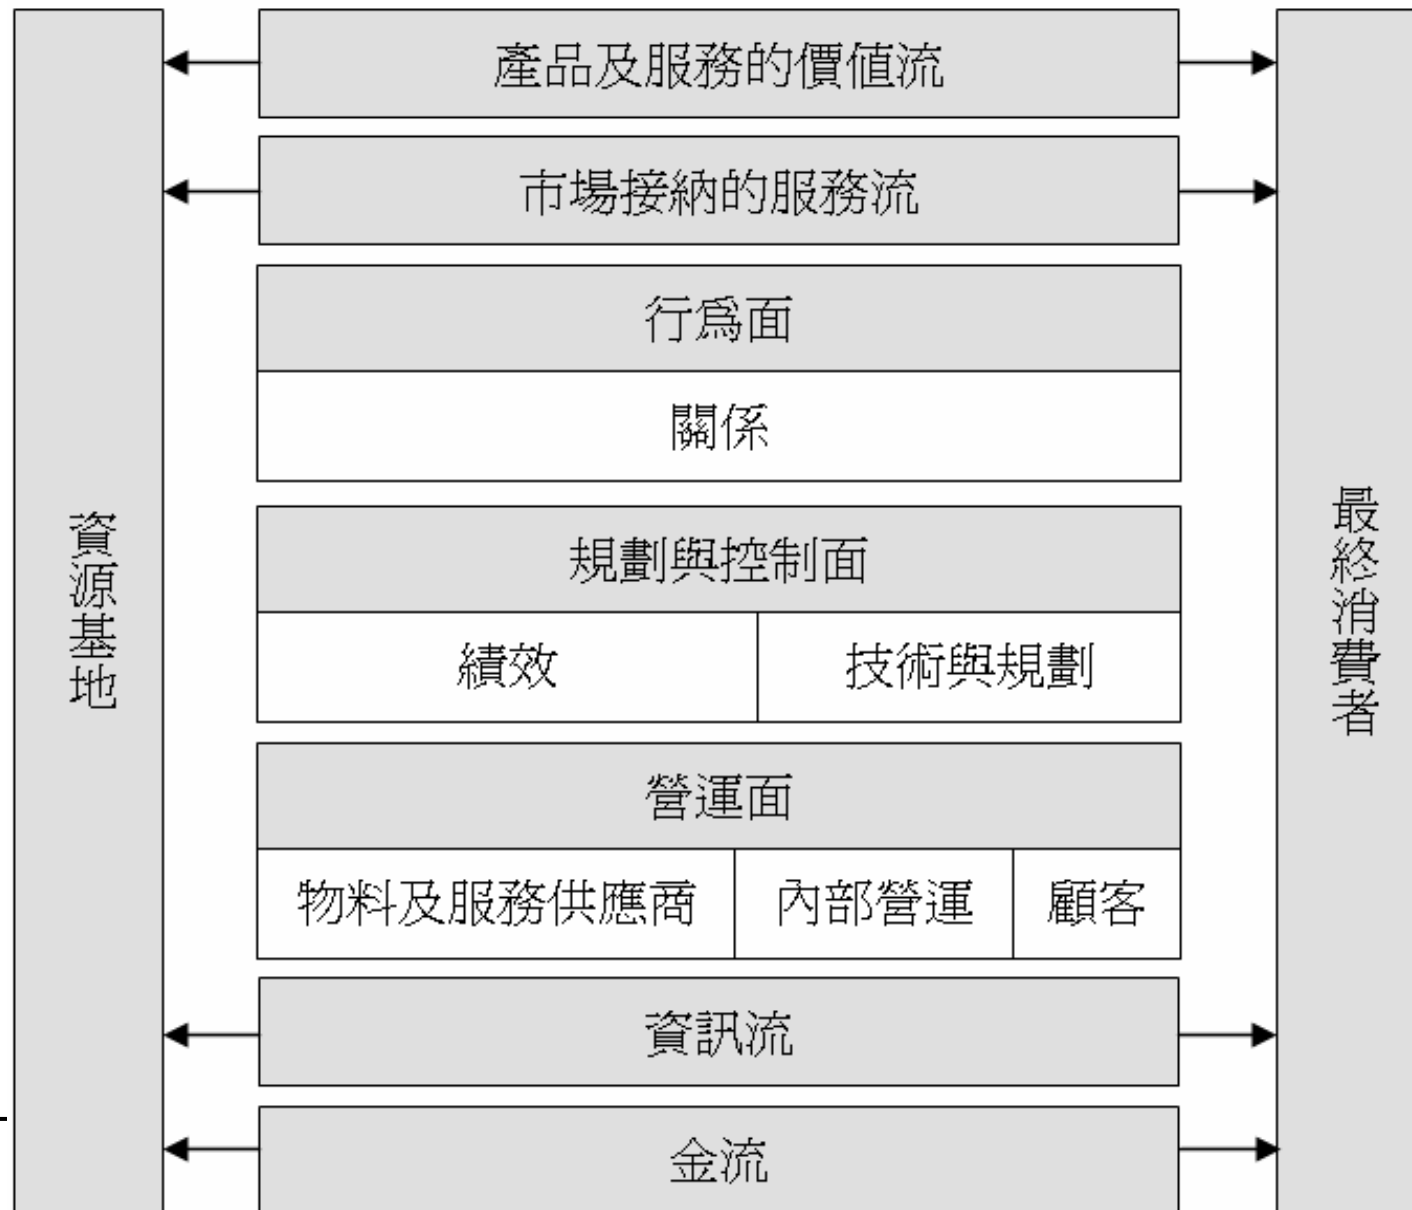 產品及服務的價值流
市場接納的服務流
行為面
關係
規劃與控制面
績效
技術與規劃
營運面
物料及服務供應商
內部營運
顧客
資訊流
金流
資源基地
最終消費者